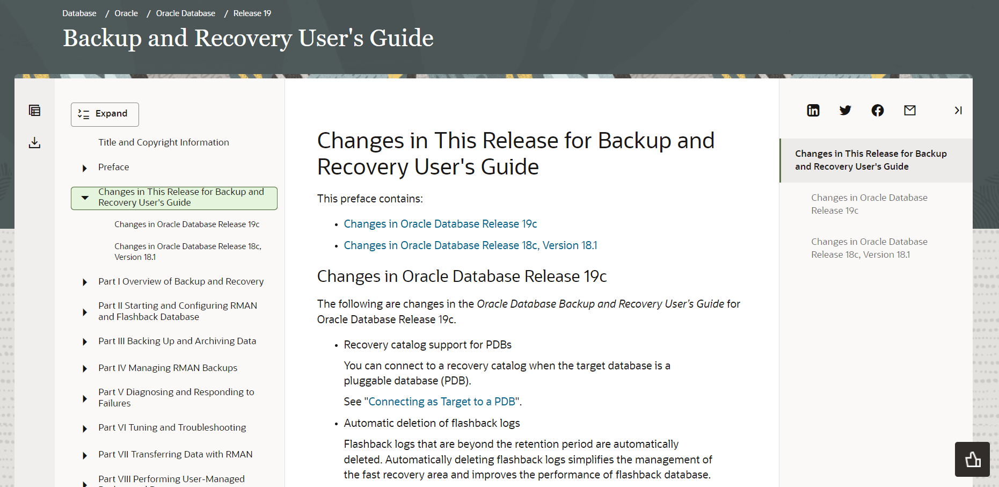 Database / Oracle / Oracle Database / Release 19
Backup and Recovery User's Guide
Expand
Title and Copyright Information
Preface
Changes in This Release for Backup and
Recovery User's Guide
Changes in Oracle Database Release 19c
Changes in Oracle Database Release 18c,
Version 18.1
Part I Overview of Backup and Recovery
Part II Starting and Configuring RMAN
and Flashback Database
Part III Backing Up and Archiving Data
Part IV Managing RMAN Backups
Part V Diagnosing and Responding to
Failures
Part VI Tuning and Troubleshooting
Part VII Transferring Data with RMAN
Part VIII Performing User-Managed
Changes in This Release for Backup and
Recovery User's Guide
This preface contains:
• Changes in Oracle Database Release 19c
• Changes in Oracle Database Release 18c, Version 18.1
Changes in Oracle Database Release 19c
The following are changes in the Oracle Database Backup and Recovery User’s Guide for
Oracle Database Release 19c.
• Recovery catalog support for PDBs
You can connect to a recovery catalog when the target database is a
pluggable database (PDB).
See "Connecting as Target to a PDB".
• Automatic deletion of flashback logs
Flashback logs that are beyond the retention period are automatically
deleted. Automatically deleting flashback logs simplifies the management of
the fast recovery area and improves the performance of flashback database.
Changes in This Release for Backup
and Recovery User's Guide
Changes in Oracle Database
Release 19c
Changes in Oracle Database
Release 18c, Version 18.1